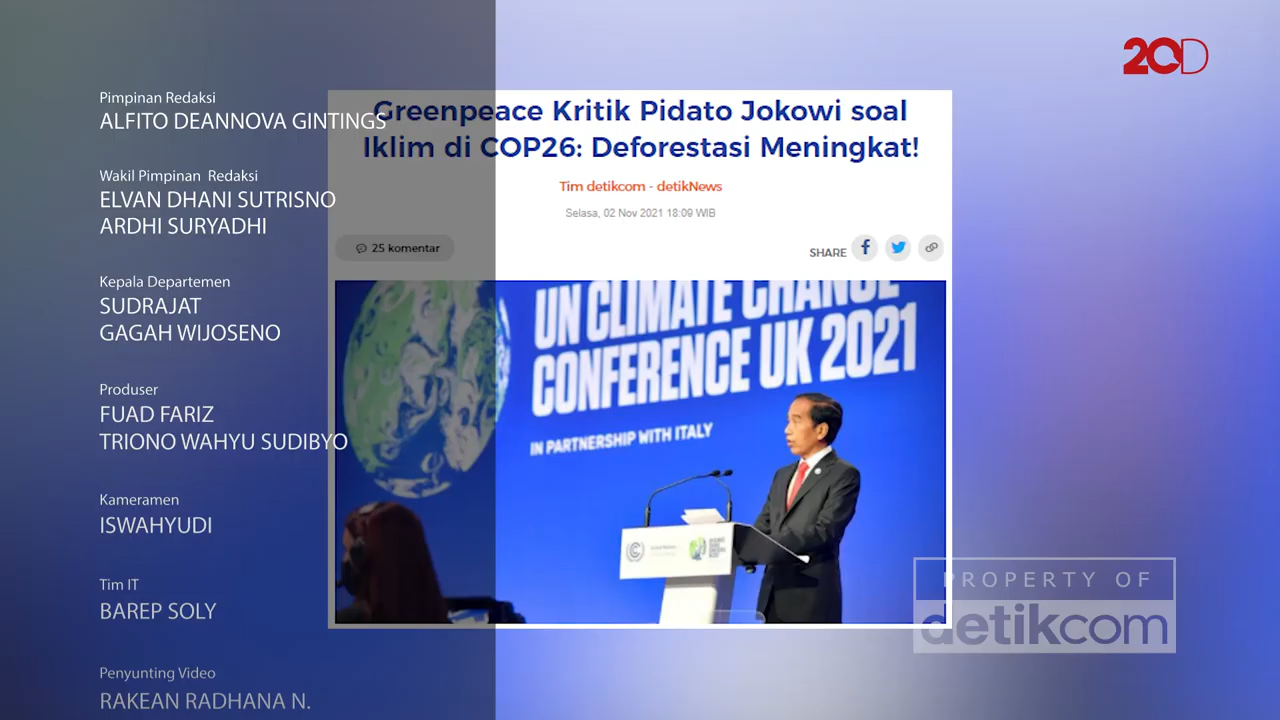 20D
Pimpinan Redaksi
ALFITO DEANNOVA GINTINGS
Wakil Pimpinan Redaksi
ELVAN DHANI SUTRISNO
ARDHI SURYADHI
Kepala Departemen
SUDRAJAT
GAGAH WIJOSENO
Produser
FUAD FARIZ
TRIONO WAHYU SUDIBYO
Kameramen
ISWAHYUDI
Tim IT
BAREP SOLY
Penyunting Video
RAKEAN RADHANA N.
Greenpeace Kritik Pidato Jokowi soal
Iklim di COP26: Deforestasi Meningkat!
Tim detikcom - detikNews
Selasa, 02 Nov 2021 18:09 WIB
25 komentar
SHARE
UN CLIMATE CHANGE
CONFERENCE UK 2021
IN PARTNERSHIP WITH ITALY
PROPERTY OF
detikcom